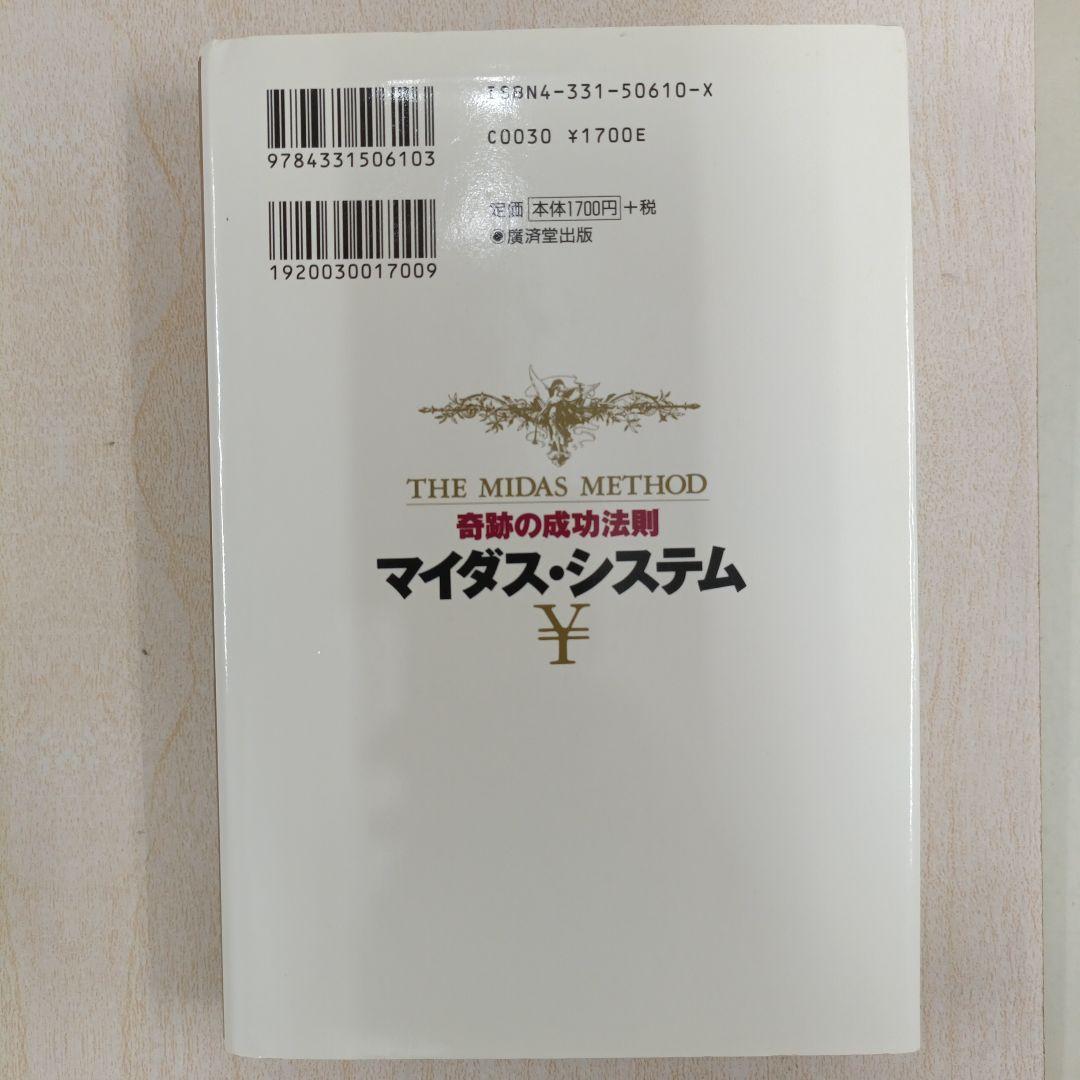 ISBN4-331-50610-X
C0030 ¥1700E
9784331506103
定価 本体1700円+税
●廣済堂出版
1920030017009
THE MIDAS METHOD
奇跡の成功法則
マイダス・システム
¥